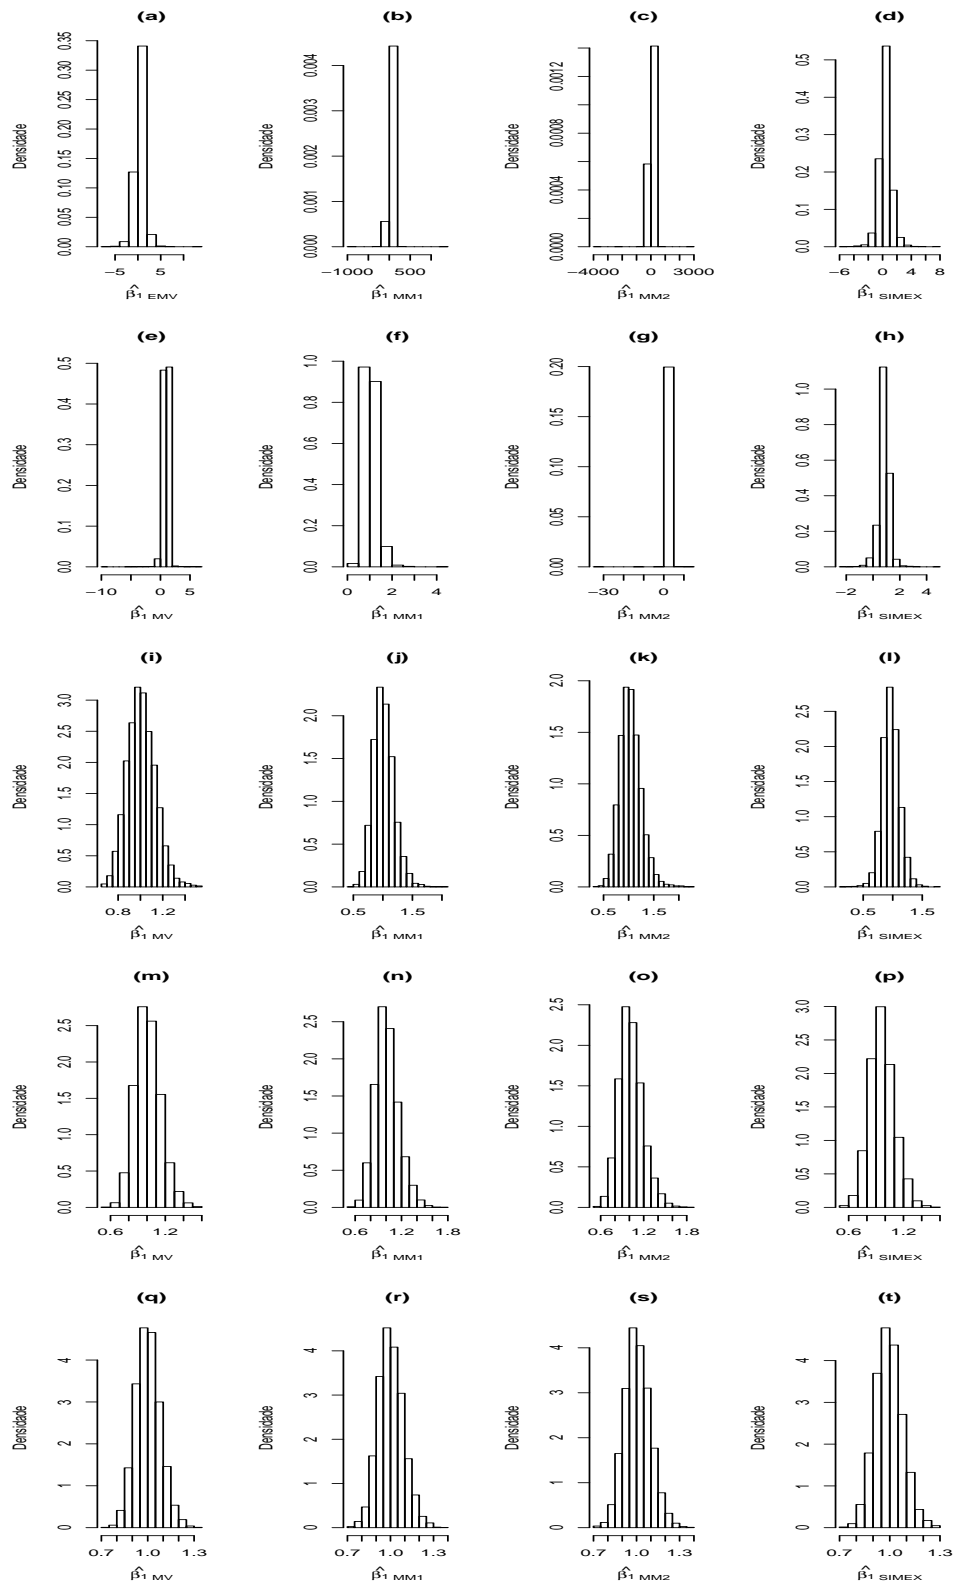 (a)
Densidade
0.00 0.05 0.10 0.15 0.20 0.25 0.30 0.35
−5 5
β̂1 EMV
(b)
Densidade
0.000 0.001 0.002 0.003 0.004
−1000 500
β̂1 MM1
(c)
Densidade
0.0000 0.0004 0.0008 0.0012
−4000 0 3000
β̂1 MM2
(d)
Densidade
0.0 0.1 0.2 0.3 0.4 0.5
−6 −2 0 2 4 8
β̂1 SIMEX
(e)
Densidade
0.0 0.1 0.2 0.3 0.4 0.5
−10 0 5
β̂1 MV
(f)
Densidade
0.0 0.2 0.4 0.6 0.8 1.0
0 2 4
β̂1 MM1
(g)
Densidade
0.00 0.05 0.10 0.15 0.20
−30 0
β̂1 MM2
(h)
Densidade
0.0 0.2 0.4 0.6 0.8 1.0
−2 2 4
β̂1 SIMEX
(i)
Densidade
0.0 0.5 1.0 1.5 2.0 2.5 3.0
0.8 1.2
β̂1 MV
(j)
Densidade
0.0 0.5 1.0 1.5 2.0
0.5 1.5
β̂1 MM1
(k)
Densidade
0.0 0.5 1.0 1.5 2.0
0.5 1.5
β̂1 MM2
(l)
Densidade
0.0 0.5 1.0 1.5 2.0 2.5
0.5 1.5
β̂1 SIMEX
(m)
Densidade
0.0 0.5 1.0 1.5 2.0 2.5
0.6 1.2
β̂1 MV
(n)
Densidade
0.0 0.5 1.0 1.5 2.0 2.5
0.6 1.2 1.8
β̂1 MM1
(o)
Densidade
0.0 0.5 1.0 1.5 2.0 2.5
0.6 1.2 1.8
β̂1 MM2
(p)
Densidade
0.0 0.5 1.0 1.5 2.0 2.5 3.0
0.6 1.2
β̂1 SIMEX
(q)
Densidade
0 1 2 3 4
0.7 1.0 1.3
β̂1 MV
(r)
Densidade
0 1 2 3 4
0.7 1.0 1.4
β̂1 MM1
(s)
Densidade
0 1 2 3 4
0.7 1.0 1.4
β̂1 MM2
(t)
Densidade
0 1 2 3 4
0.7 1.0 1.3
β̂1 SIMEX